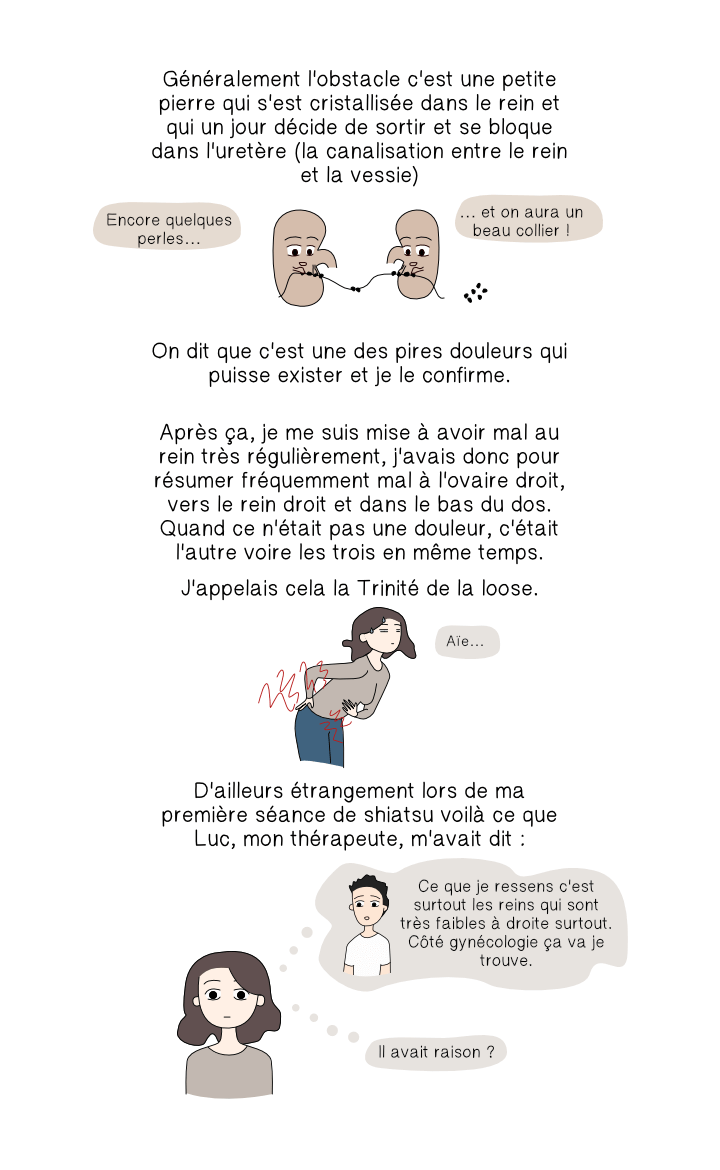 Généralement l'obstacle c'est une petite
pierre qui s'est cristallisée dans le rein et
qui un jour décide de sortir et se bloque
dans l'uretère (la canalisation entre le rein
et la vessie)
Encore quelques
perles...
... et on aura un
beau collier !
On dit que c'est une des pires douleurs qui
puisse exister et je le confirme.
Après ça, je me suis mise à avoir mal au
rein très régulièrement, j'avais donc pour
résumer fréquemment mal à l'ovaire droit,
vers le rein droit et dans le bas du dos.
Quand ce n'était pas une douleur, c'était
l'autre voire les trois en même temps.
J'appelais cela la Trinité de la loose.
Aïe...
D'ailleurs étrangement lors de ma
première séance de shiatsu voilà ce que
Luc, mon thérapeute, m'avait dit :
Ce que je ressens c'est
surtout les reins qui sont
très faibles à droite surtout.
Côté gynécologie ça va je
trouve.
Il avait raison ?